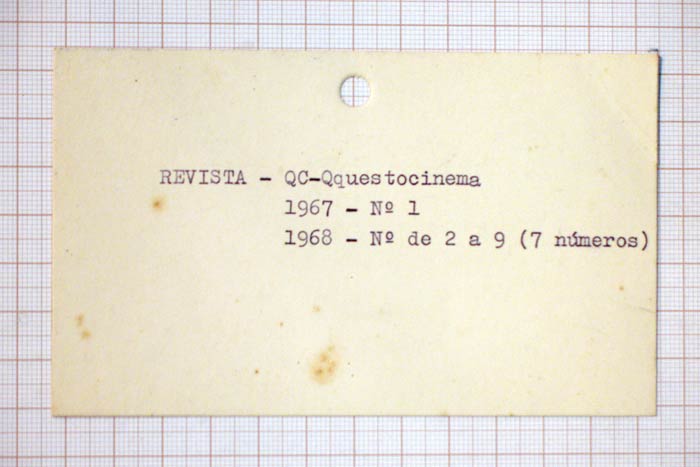 REVISTA - QC-Qquestocinema
1967 - Nº 1
1968 - Nº de 2 a 9 (7 números)